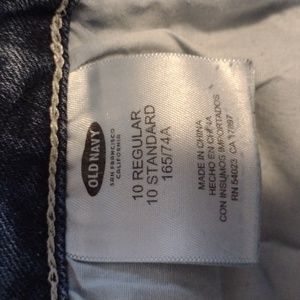 OLD NAVY
SAN FRANCISCO
CALIFORNIA
10 REGULAR
10 STANDARD
165/74A
MADE IN CHINA
HECHO EN CHINA
CON INSUMOS IMPORTADOS
RN 54023 CA 17897